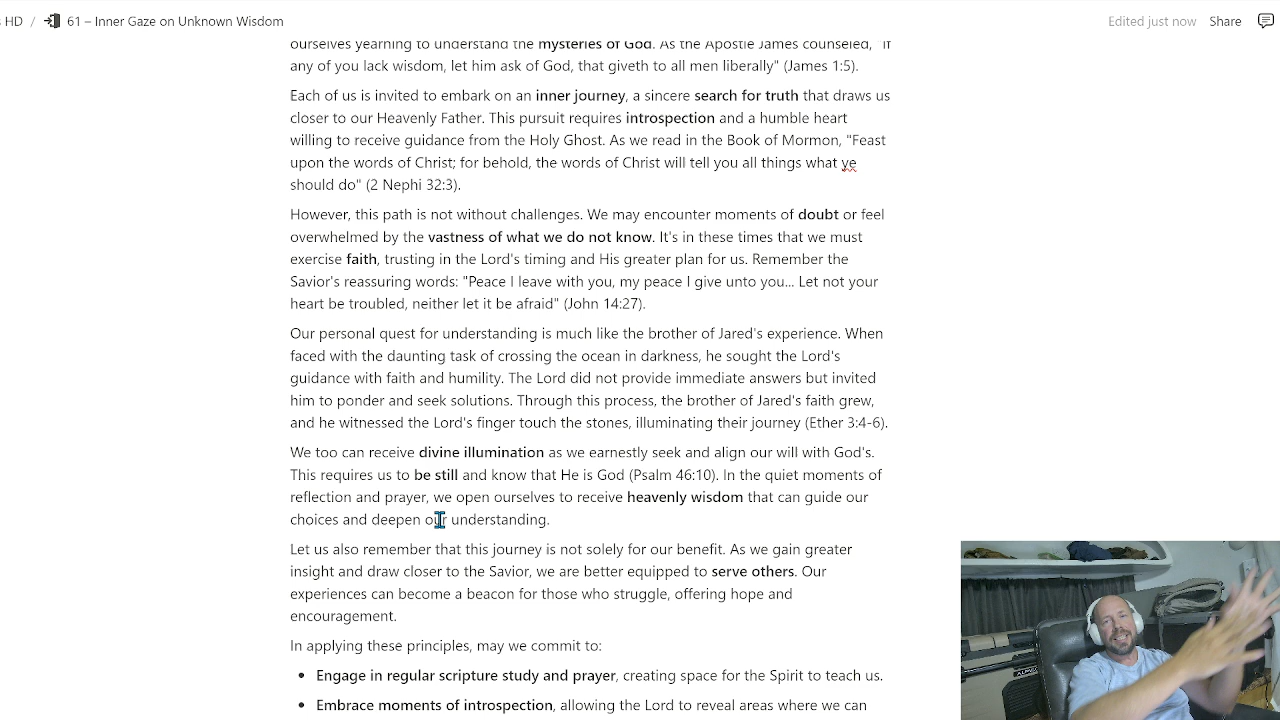 HD / 61 – Inner Gaze on Unknown Wisdom Edited just now Share
ourselves yearning to understand the mysteries of God. As the Apostle James counseled, "If
any of you lack wisdom, let him ask of God, that giveth to all men liberally" (James 1:5).
Each of us is invited to embark on an inner journey, a sincere search for truth that draws us
closer to our Heavenly Father. This pursuit requires introspection and a humble heart
willing to receive guidance from the Holy Ghost. As we read in the Book of Mormon, "Feast
upon the words of Christ; for behold, the words of Christ will tell you all things what ye
should do" (2 Nephi 32:3).
However, this path is not without challenges. We may encounter moments of doubt or feel
overwhelmed by the vastness of what we do not know. It's in these times that we must
exercise faith, trusting in the Lord's timing and His greater plan for us. Remember the
Savior's reassuring words: "Peace I leave with you, my peace I give unto you... Let not your
heart be troubled, neither let it be afraid" (John 14:27).
Our personal quest for understanding is much like the brother of Jared's experience. When
faced with the daunting task of crossing the ocean in darkness, he sought the Lord's
guidance with faith and humility. The Lord did not provide immediate answers but invited
him to ponder and seek solutions. Through this process, the brother of Jared's faith grew,
and he witnessed the Lord's finger touch the stones, illuminating their journey (Ether 3:4-6).
We too can receive divine illumination as we earnestly seek and align our will with God's.
This requires us to be still and know that He is God (Psalm 46:10). In the quiet moments of
reflection and prayer, we open ourselves to receive heavenly wisdom that can guide our
choices and deepen our understanding.
Let us also remember that this journey is not solely for our benefit. As we gain greater
insight and draw closer to the Savior, we are better equipped to serve others. Our
experiences can become a beacon for those who struggle, offering hope and
encouragement.
In applying these principles, may we commit to:
• Engage in regular scripture study and prayer, creating space for the Spirit to teach us.
• Embrace moments of introspection, allowing the Lord to reveal areas where we can